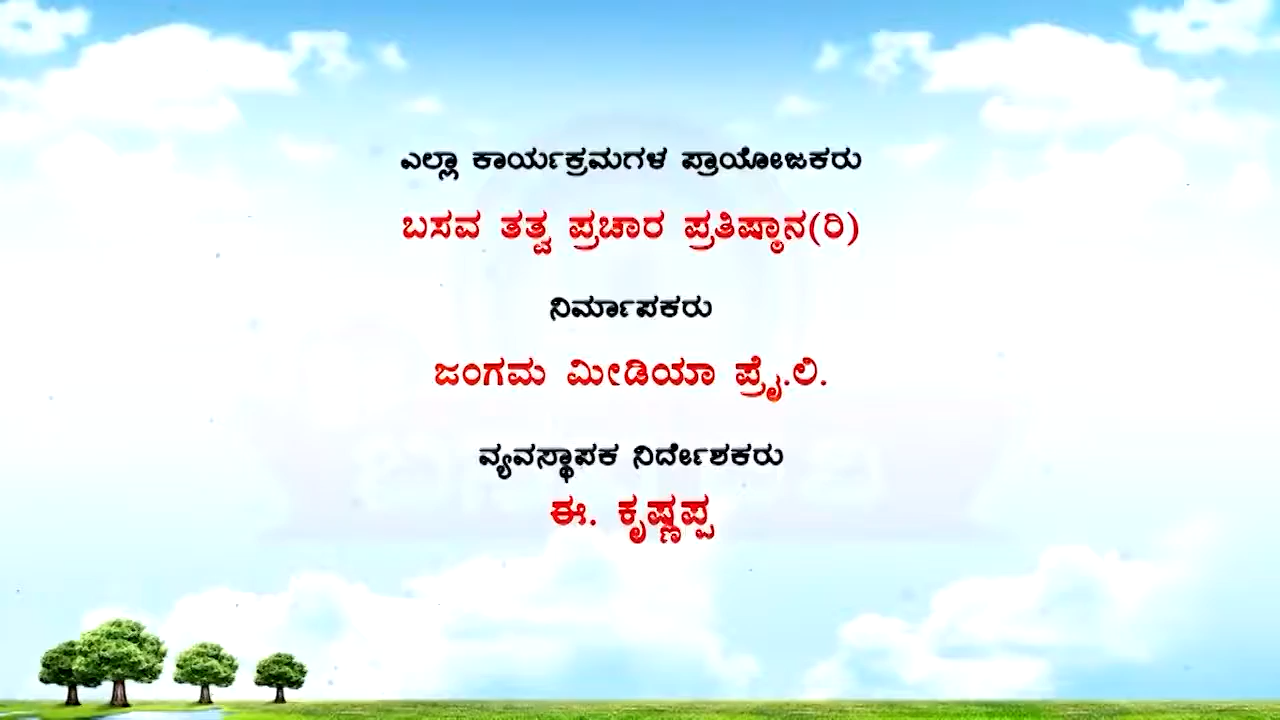 ಎಲ್ಲಾ ಕಾರ್ಯಕ್ರಮಗಳ ಪ್ರಾಯೋಜಕರು
ಬಸವ ತತ್ವ ಪ್ರಚಾರ ಪ್ರತಿಷ್ಠಾನ(ರಿ)
ನಿರ್ಮಾಪಕರು
ಜಂಗಮ ಮೀಡಿಯಾ ಪ್ರೈ.ಲಿ.
ವ್ಯವಸ್ಥಾಪಕ ನಿರ್ದೇಶಕರು
ಈ. ಕೃಷ್ಣಪ್ಪ